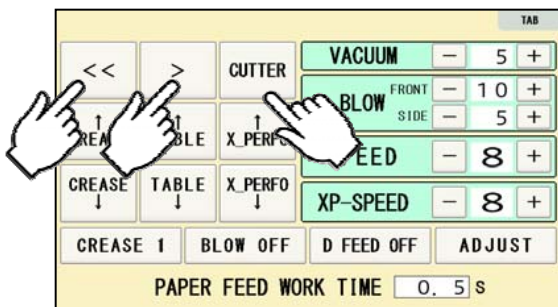 TAB
<< > CUTTER
VACUUM − 5 +
BLOW FRONT − 10 +
SIDE − 5 +
↑ ↑ ↑
− 8 +
CREASE TABLE X_PERFO
↓ ↓ ↓
XP-SPEED − 8 +
CREASE 1 BLOW OFF D FEED OFF ADJUST
PAPER FEED WORK TIME 0. 5 S